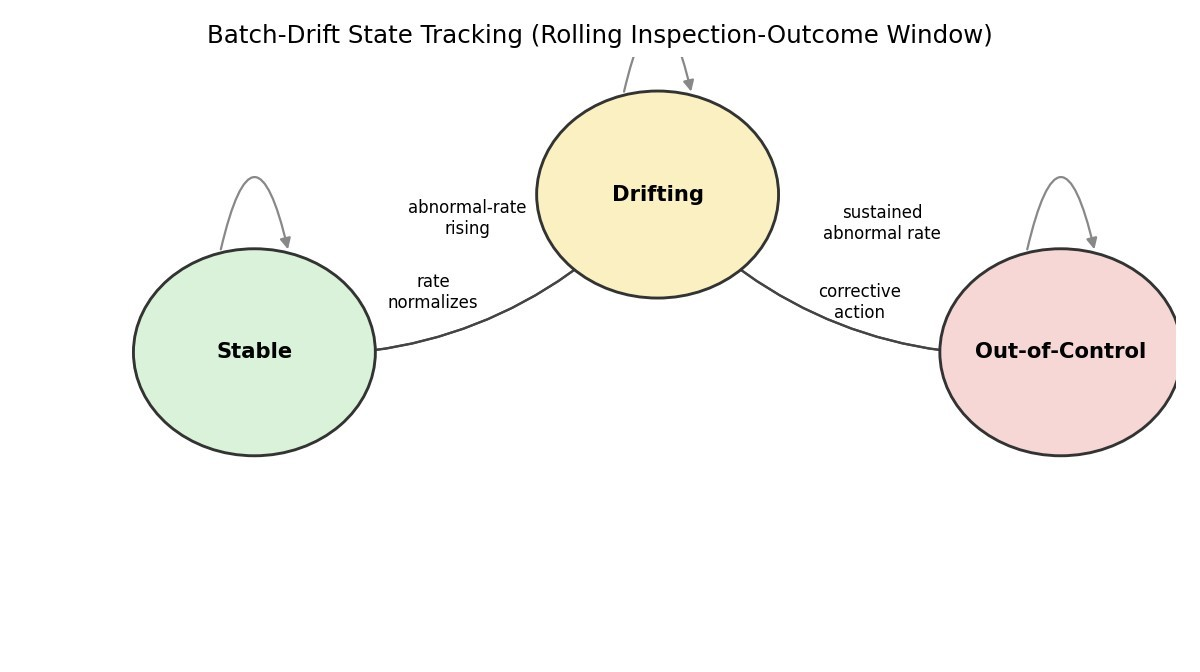 Batch-Drift State Tracking (Rolling Inspection-Outcome Window)
Drifting
abnormal-rate
rising
sustained
abnormal rate
rate
normalizes
corrective
action
Stable
Out-of-Control